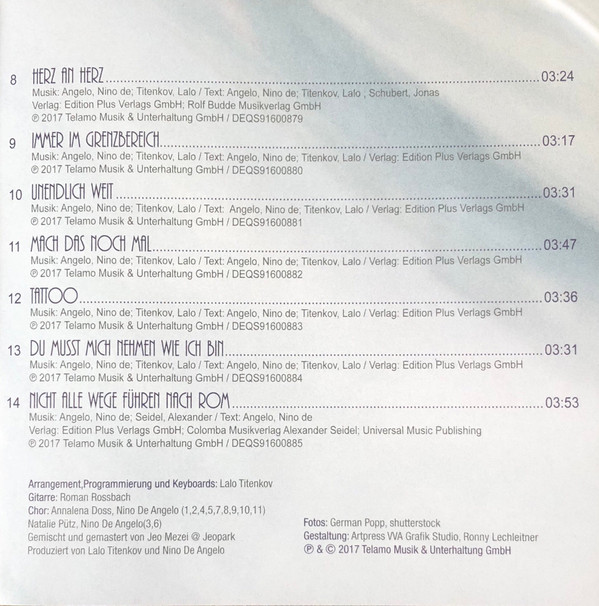 8 HERZ AN HERZ 03:24
Musik: Angelo, Nino de; Titenkov, Lalo / Text: Angelo, Nino de; Titenkov, Lalo , Schubert, Jonas
Verlag: Edition Plus Verlags GmbH; Rolf Budde Musikverlag GmbH
℗ 2017 Telamo Musik & Unterhaltung GmbH / DEQS91600879
9 IMMER IM GRENZBEREICH 03:17
Musik: Angelo, Nino de; Titenkov, Lalo / Text: Angelo, Nino de; Titenkov, Lalo / Verlag: Edition Plus Verlags GmbH
℗ 2017 Telamo Musik & Unterhaltung GmbH / DEQS91600880
10 UNENDLICH WEIT 03:31
Musik: Angelo, Nino de; Titenkov, Lalo / Text: Angelo, Nino de; Titenkov, Lalo / Verlag: Edition Plus Verlags GmbH
℗ 2017 Telamo Musik & Unterhaltung GmbH / DEQS91600881
11 MACH DAS NOCH MAL 03:47
Musik: Angelo, Nino de; Titenkov, Lalo / Text: Angelo, Nino de; Titenkov, Lalo / Verlag: Edition Plus Verlags GmbH
℗ 2017 Telamo Musik & Unterhaltung GmbH / DEQS91600882
12 TATTOO 03:36
Musik: Angelo, Nino de; Titenkov, Lalo / Text: Angelo, Nino de; Titenkov, Lalo / Verlag: Edition Plus Verlags GmbH
℗ 2017 Telamo Musik & Unterhaltung GmbH / DEQS91600883
13 DU MUSST MICH NEHMEN WIE ICH BIN 03:31
Musik: Angelo, Nino de; Titenkov, Lalo / Text: Angelo, Nino de; Titenkov, Lalo / Verlag: Edition Plus Verlags GmbH
℗ 2017 Telamo Musik & Unterhaltung GmbH / DEQS91600884
14 NICHT ALLE WEGE FÜHREN NACH ROM 03:53
Musik: Angelo, Nino de; Seidel, Alexander / Text: Angelo, Nino de
Verlag: Edition Plus Verlags GmbH; Colomba Musikverlag Alexander Seidel; Universal Music Publishing
℗ 2017 Telamo Musik & Unterhaltung GmbH / DEQS91600885
Arrangement,Programmierung und Keyboards: Lalo Titenkov
Gitarre: Roman Rossbach
Chor: Annalena Doss, Nino De Angelo (1,2,4,5,7,8,9,10,11)
Natalie Pütz, Nino De Angelo(3,6)
Gemischt und gemastert von Jeo Mezei @ Jeopark
Produziert von Lalo Titenkov und Nino De Angelo
Fotos: German Popp, shutterstock
Gestaltung: Artpress VVA Grafik Studio, Ronny Lechleitner
℗ & © 2017 Telamo Musik & Unterhaltung GmbH